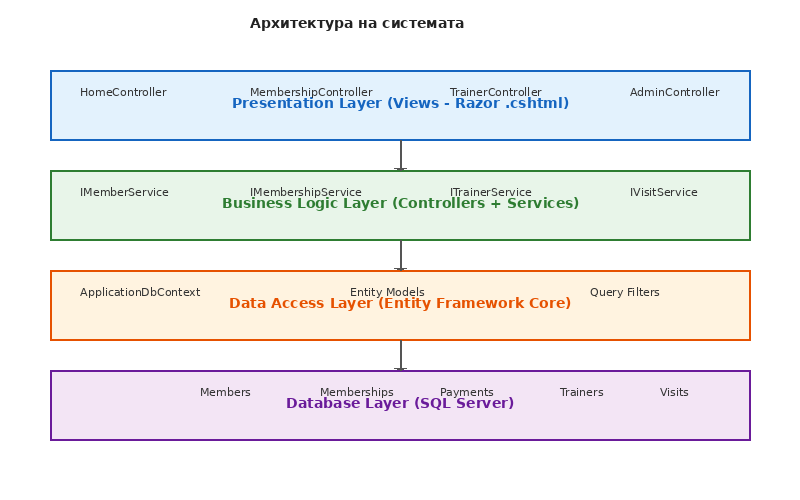 Архитектура на системата
HomeController MembershipController TrainerController AdminController
Presentation Layer (Views - Razor .cshtml)
IMemberService IMembershipService ITrainerService IVisitService
Business Logic Layer (Controllers + Services)
ApplicationDbContext Entity Models Query Filters
Data Access Layer (Entity Framework Core)
Members Memberships Payments Trainers Visits
Database Layer (SQL Server)